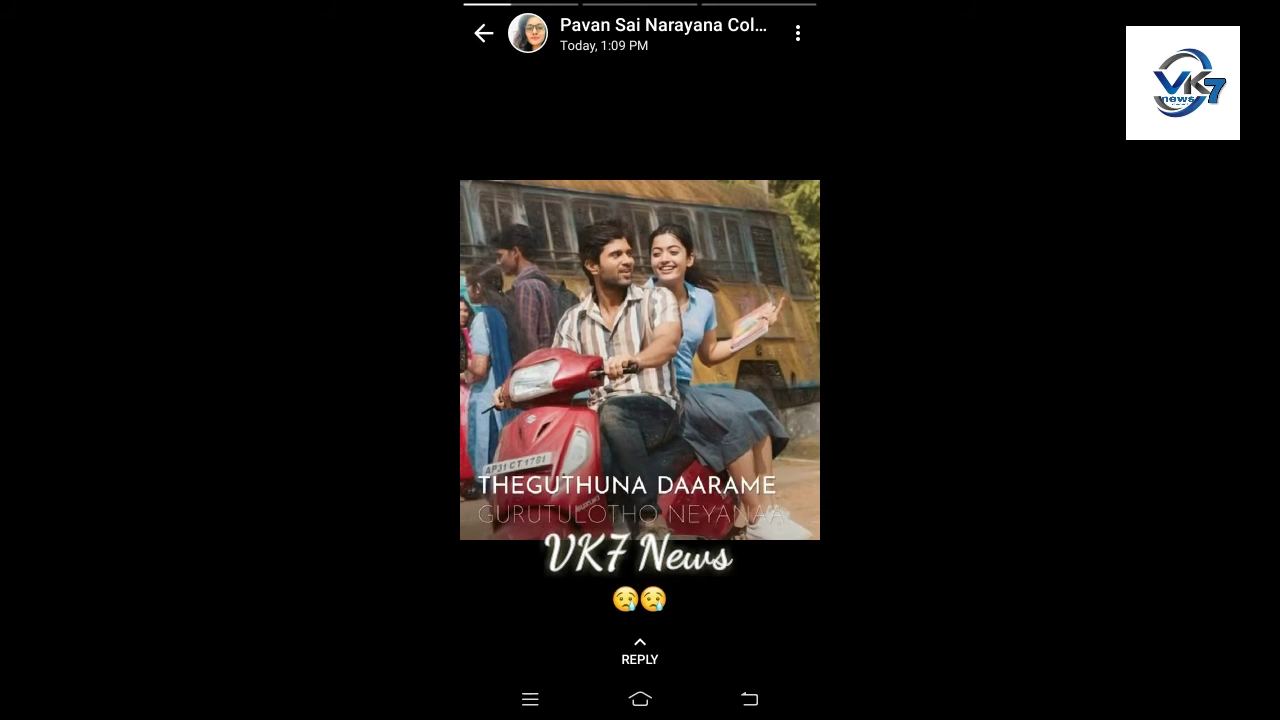 Pavan Sai Narayana Col...
Today, 1:09 PM
VK7
news
AP31 CT 1781
THEGUTHUNA DAARAME
SUZUKI
GURUTULOTHO NEYANAA
VK7 News
REPLY